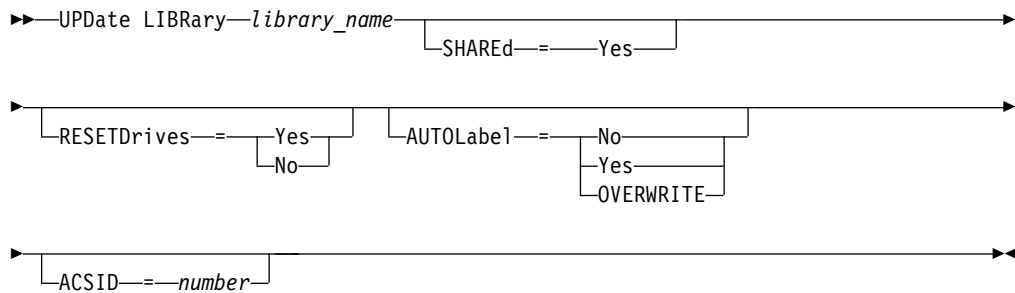 UPDate LIBRary library_name
SHAREd = Yes
RESETDrives = Yes
No
AUTOLabel = No
Yes
OVERWRITE
ACSID = number